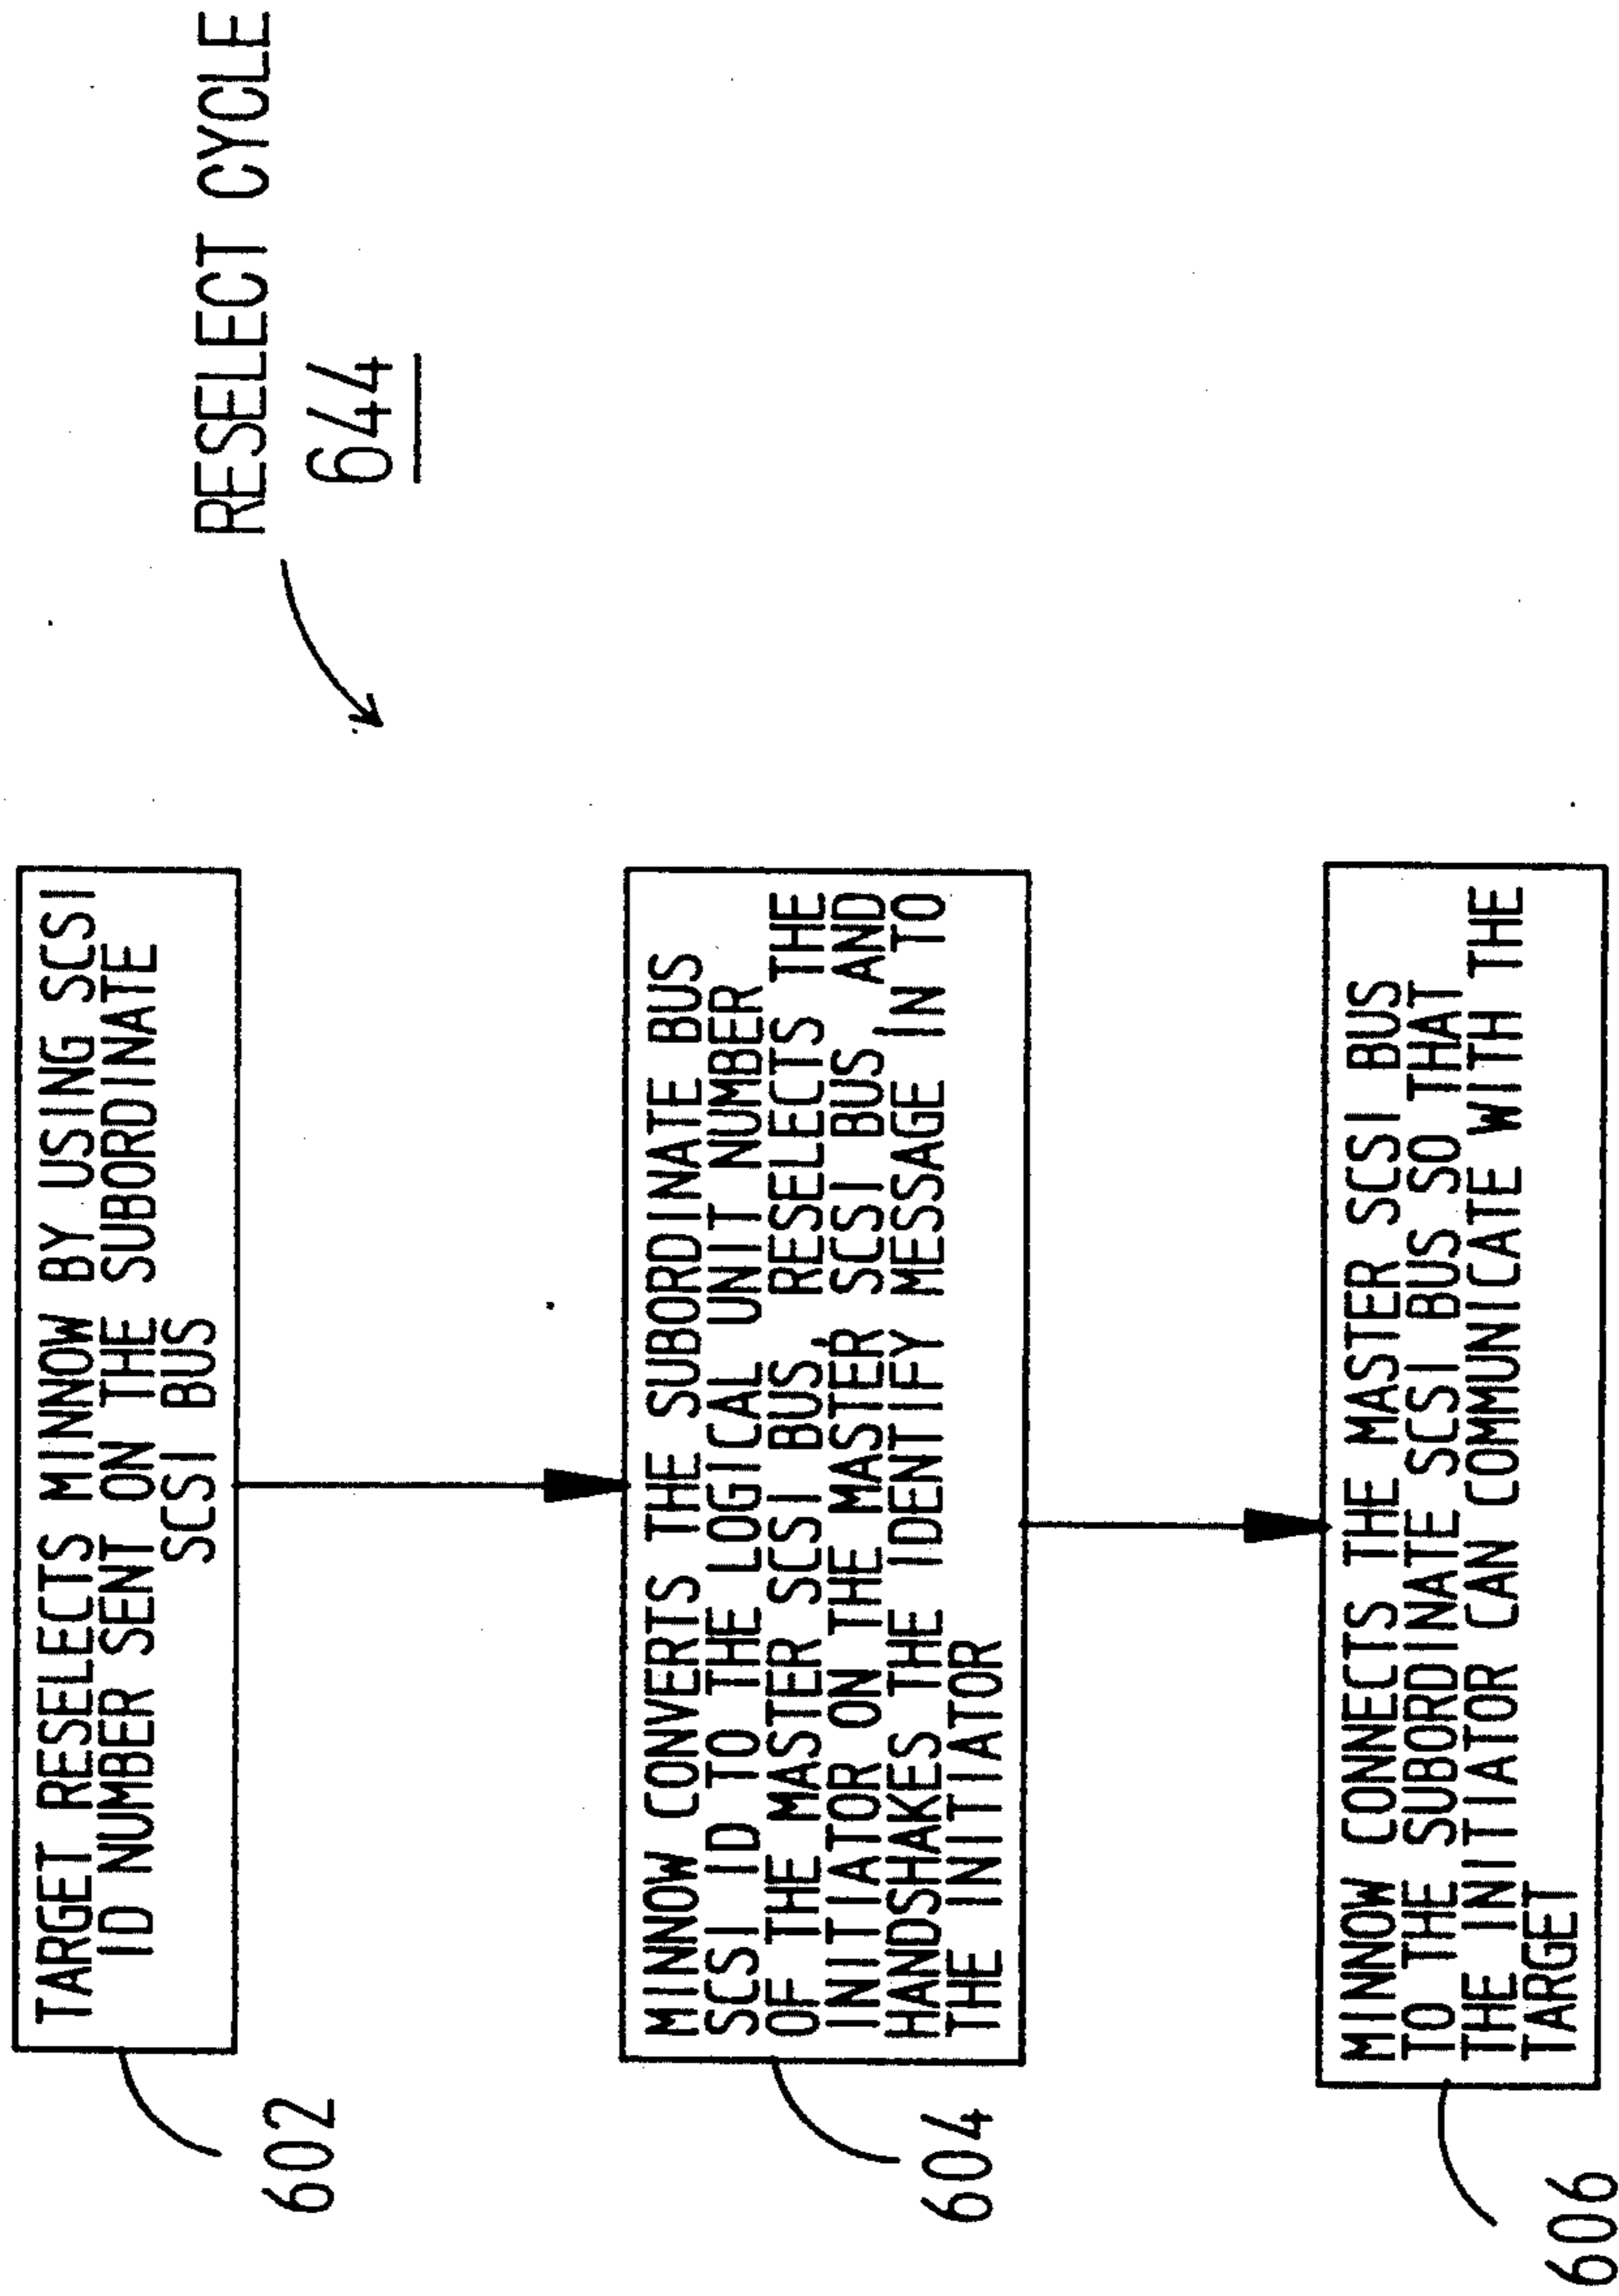 RESELECT CYCLE
644
TARGET RESELECTS MINNOW BY USING SCSI
ID NUMBER SENT ON THE SUBORDINATE
SCSI BUS
602
MINNOW CONVERTS THE SUBORDINATE BUS
SCSI ID TO THE LOGICAL UNIT NUMBER
OF THE MASTER SCSI BUS, RESELECTS THE
INITIATOR ON THE MASTER SCSI BUS, AND
HANDSHAKES THE IDENTIFY MESSAGE IN TO
THE INITIATOR
604
MINNOW CONNECTS THE MASTER SCSI BUS
TO THE SUBORDINATE SCSI BUS SO THAT
THE INITIATOR CAN COMMUNICATE WITH THE
TARGET
606